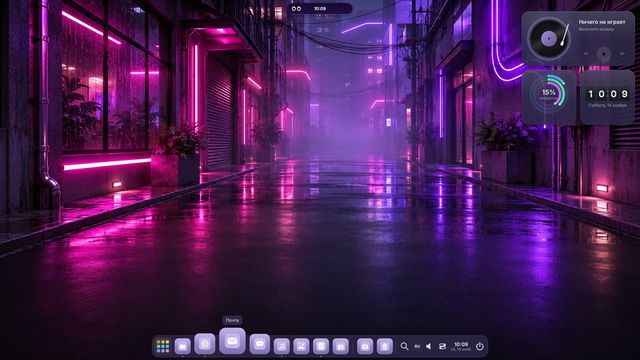 10:09
Ничего не играет
Включите музыку
15%
1 0 0 9
Суббота, 14 ноября
Почта
RU
10:09